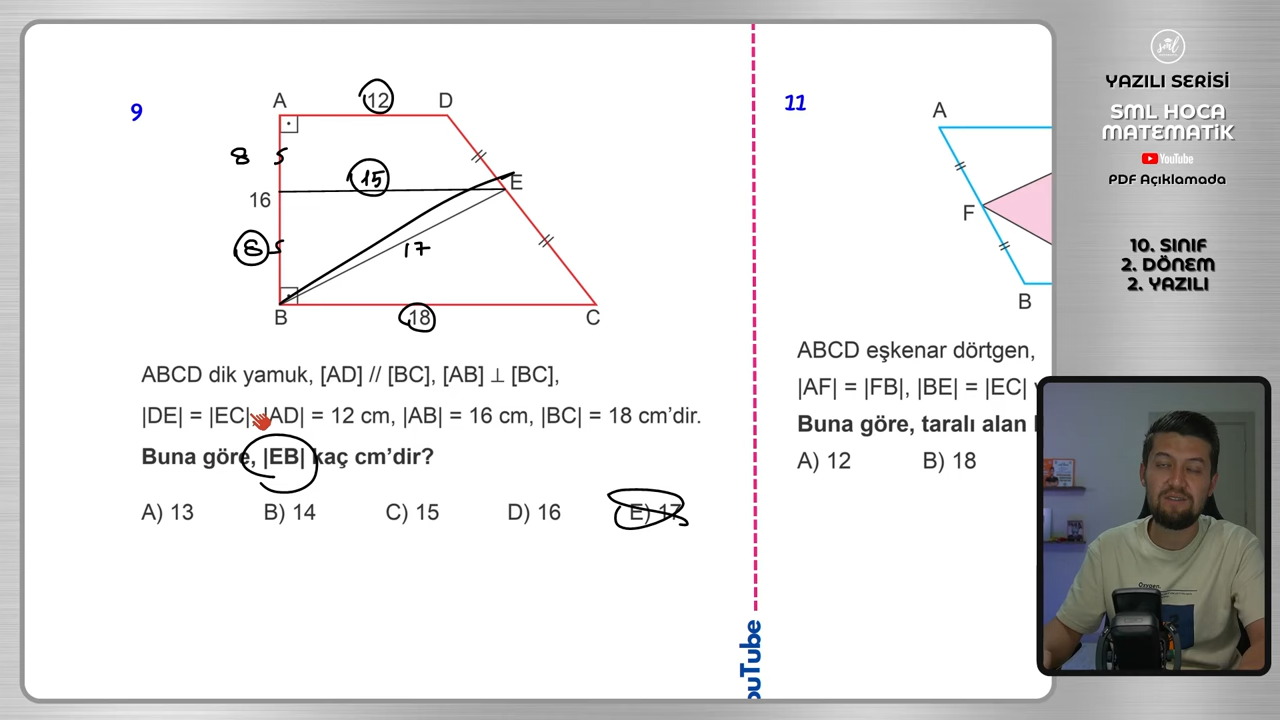 9
A 12 D
8 5
15
E
16
8 5
17
B 18 C
ABCD dik yamuk, [AD] // [BC], [AB] ⊥ [BC],
|DE| = |EC|, |AD| = 12 cm, |AB| = 16 cm, |BC| = 18 cm'dir.
Buna göre, |EB| kaç cm'dir?
A) 13 B) 14 C) 15 D) 16 E) 17
ouTube
11
A
F
B
ABCD eşkenar dörtgen,
|AF| = |FB|, |BE| = |EC|
Buna göre, taralı alan
A) 12 B) 18
sml
YAZILI SERİSİ
SML HOCA
MATEMATİK
YouTube
PDF Açıklamada
10. SINIF
2. DÖNEM
2. YAZILI
Oxygen